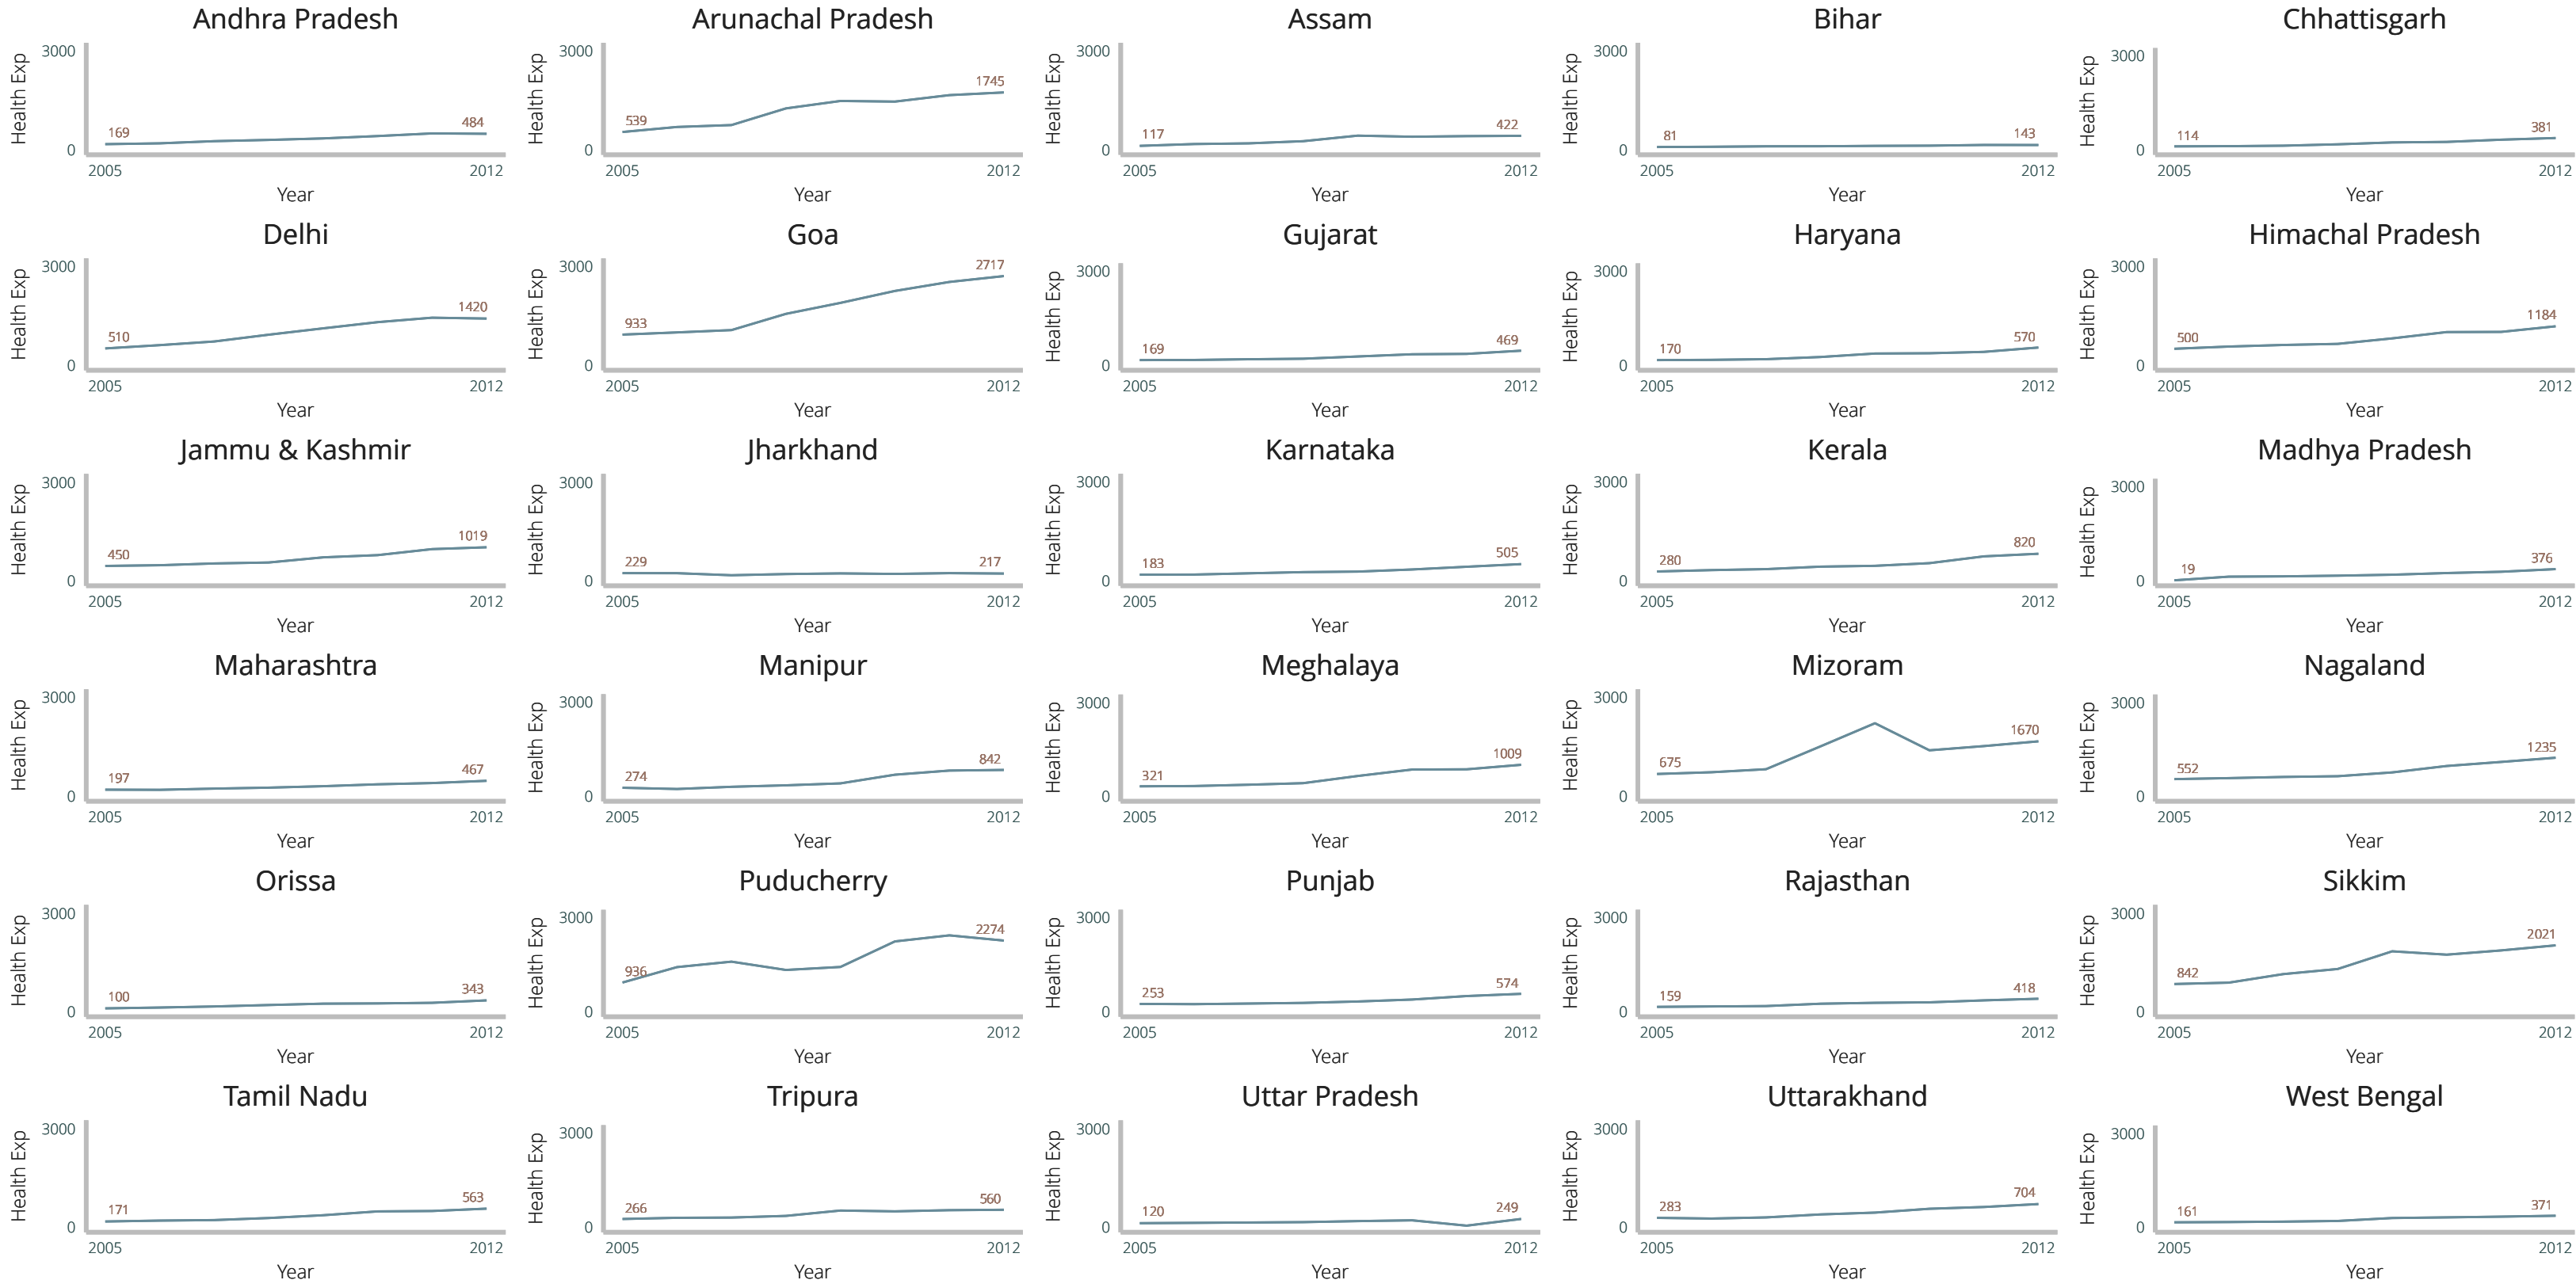 Andhra Pradesh
Health Exp
3000
0
169
484
2005
2012
Year
Arunachal Pradesh
Health Exp
3000
0
539
1745
2005
2012
Year
Assam
Health Exp
3000
0
117
422
2005
2012
Year
Bihar
Health Exp
3000
0
81
143
2005
2012
Year
Chhattisgarh
Health Exp
3000
0
114
381
2005
2012
Year
Delhi
Health Exp
3000
0
510
1420
2005
2012
Year
Goa
Health Exp
3000
0
933
2717
2005
2012
Year
Gujarat
Health Exp
3000
0
169
469
2005
2012
Year
Haryana
Health Exp
3000
0
170
570
2005
2012
Year
Himachal Pradesh
Health Exp
3000
0
500
1184
2005
2012
Year
Jammu & Kashmir
Health Exp
3000
0
450
1019
2005
2012
Year
Jharkhand
Health Exp
3000
0
229
217
2005
2012
Year
Karnataka
Health Exp
3000
0
183
505
2005
2012
Year
Kerala
Health Exp
3000
0
280
820
2005
2012
Year
Madhya Pradesh
Health Exp
3000
0
19
376
2005
2012
Year
Maharashtra
Health Exp
3000
0
197
467
2005
2012
Year
Manipur
Health Exp
3000
0
274
842
2005
2012
Year
Meghalaya
Health Exp
3000
0
321
1009
2005
2012
Year
Mizoram
Health Exp
3000
0
675
1670
2005
2012
Year
Nagaland
Health Exp
3000
0
552
1235
2005
2012
Year
Orissa
Health Exp
3000
0
100
343
2005
2012
Year
Puducherry
Health Exp
3000
0
936
2274
2005
2012
Year
Punjab
Health Exp
3000
0
253
574
2005
2012
Year
Rajasthan
Health Exp
3000
0
159
418
2005
2012
Year
Sikkim
Health Exp
3000
0
842
2021
2005
2012
Year
Tamil Nadu
Health Exp
3000
0
171
563
2005
2012
Year
Tripura
Health Exp
3000
0
266
560
2005
2012
Year
Uttar Pradesh
Health Exp
3000
0
120
249
2005
2012
Year
Uttarakhand
Health Exp
3000
0
283
704
2005
2012
Year
West Bengal
Health Exp
3000
0
161
371
2005
2012
Year